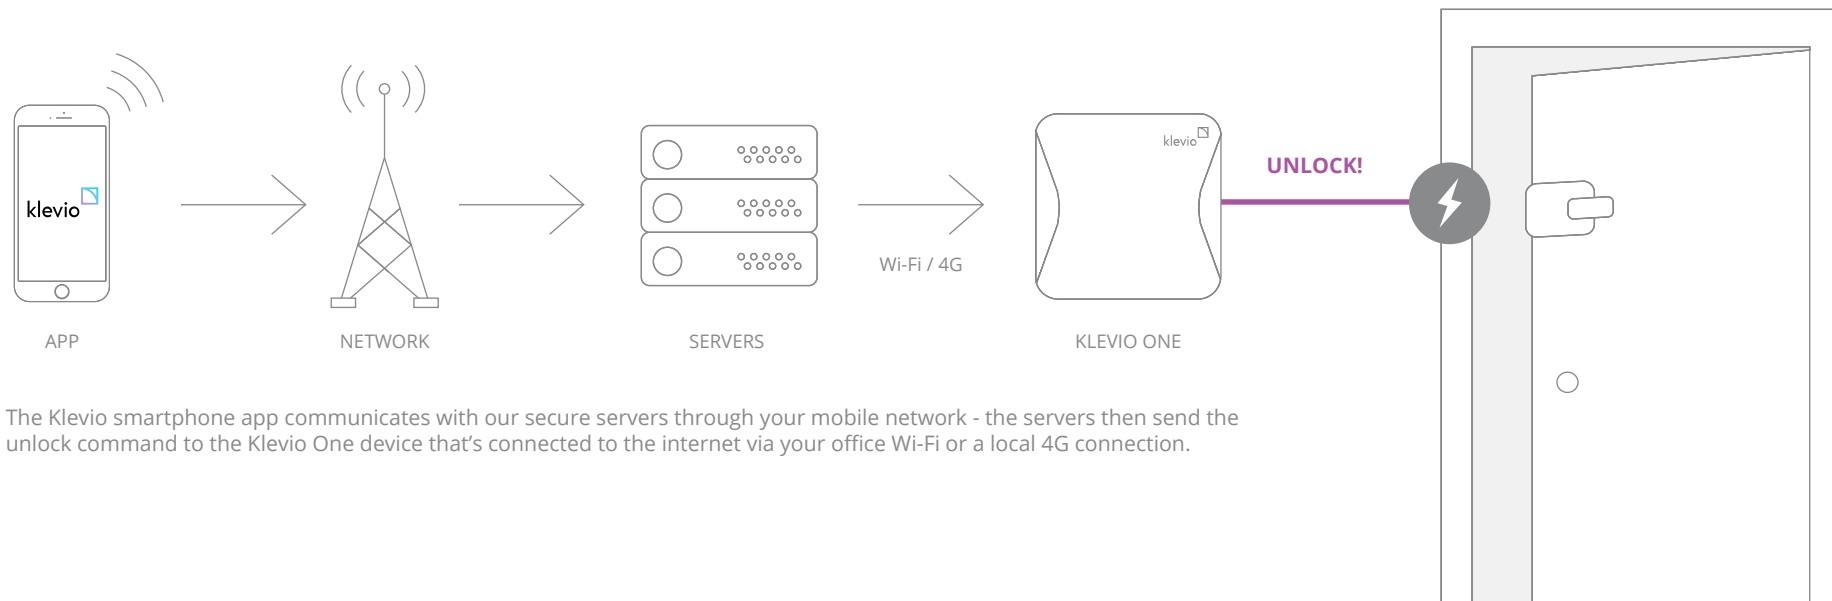 klevio
klevio
UNLOCK!
Wi-Fi / 4G
APP
NETWORK
SERVERS
KLEVIO ONE
The Klevio smartphone app communicates with our secure servers through your mobile network - the servers then send the
unlock command to the Klevio One device that’s connected to the internet via your office Wi-Fi or a local 4G connection.